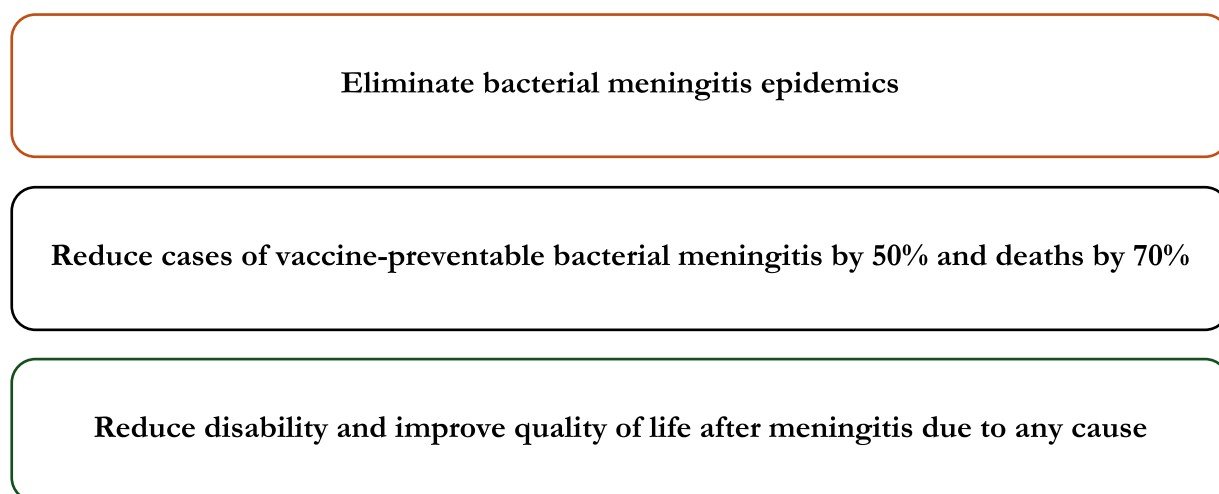 Eliminate bacterial meningitis epidemics
Reduce cases of vaccine-preventable bacterial meningitis by 50% and deaths by 70%
Reduce disability and improve quality of life after meningitis due to any cause